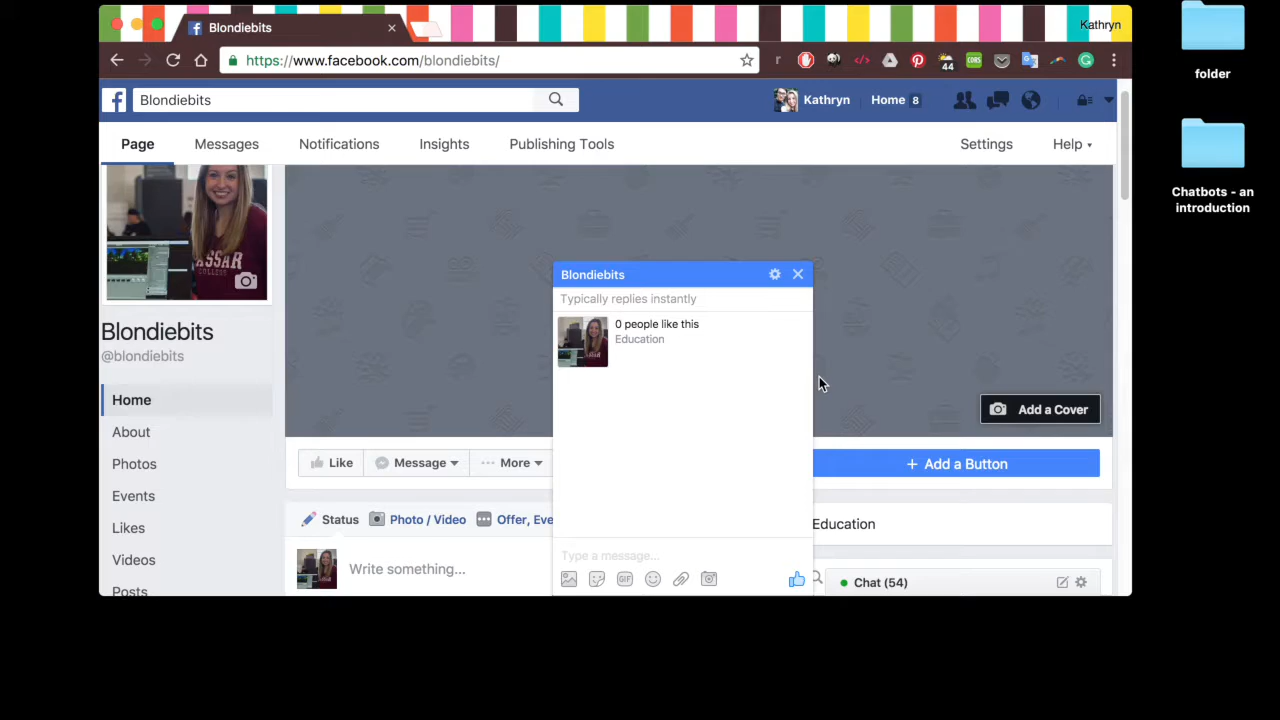 Blondiebits
Kathryn
https://www.facebook.com/blondiebits/
44
CORS
Blondiebits
Kathryn
Home 8
Page
Messages
Notifications
Insights
Publishing Tools
Settings
Help
Blondiebits
@blondiebits
Home
About
Photos
Events
Likes
Videos
Posts
Blondiebits
Typically replies instantly
0 people like this
Education
Type a message...
GIF
Add a Cover
Like
Message
More
+ Add a Button
Status
Photo / Video
Offer, Eve
Education
Write something...
Chat (54)
folder
Chatbots - an
introduction